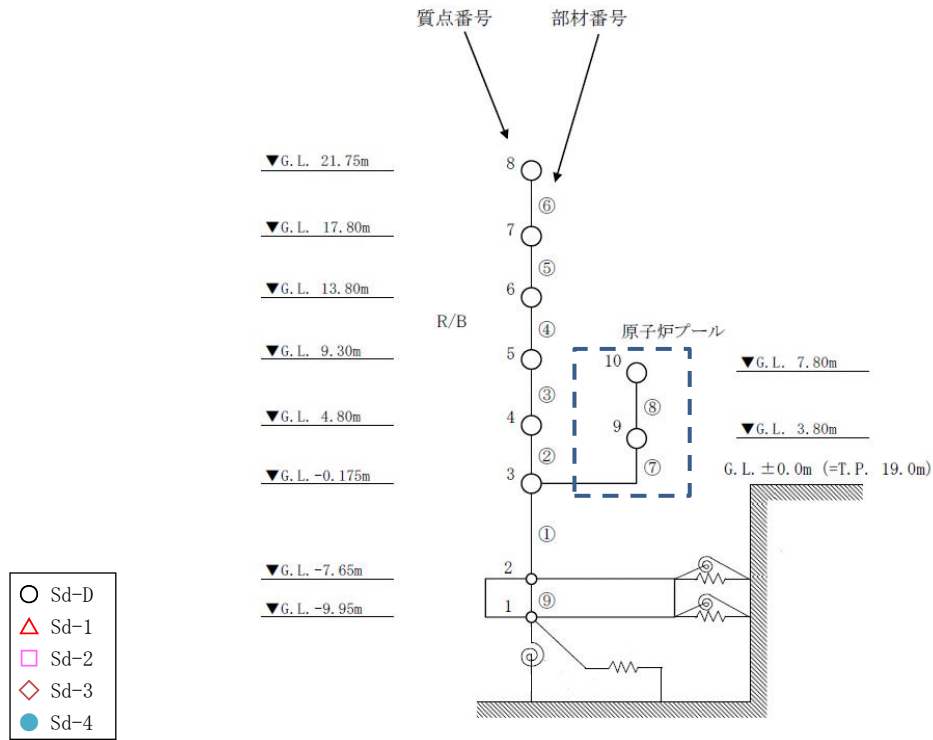 質点番号 部材番号
▼G.L. 21.75m
8
⑥
▼G.L. 17.80m
7
⑤
▼G.L. 13.80m
6
R/B
④
原子炉プール
▼G.L. 9.30m
5
10
▼G.L. 7.80m
③
⑧
▼G.L. 4.80m
4
9
▼G.L. 3.80m
②
⑦
G.L.±0.0m (=T.P. 19.0m)
▼G.L.-0.175m
3
①
▼G.L.-7.65m
2
⑨
▼G.L.-9.95m
1
Sd-D
Sd-1
Sd-2
Sd-3
Sd-4